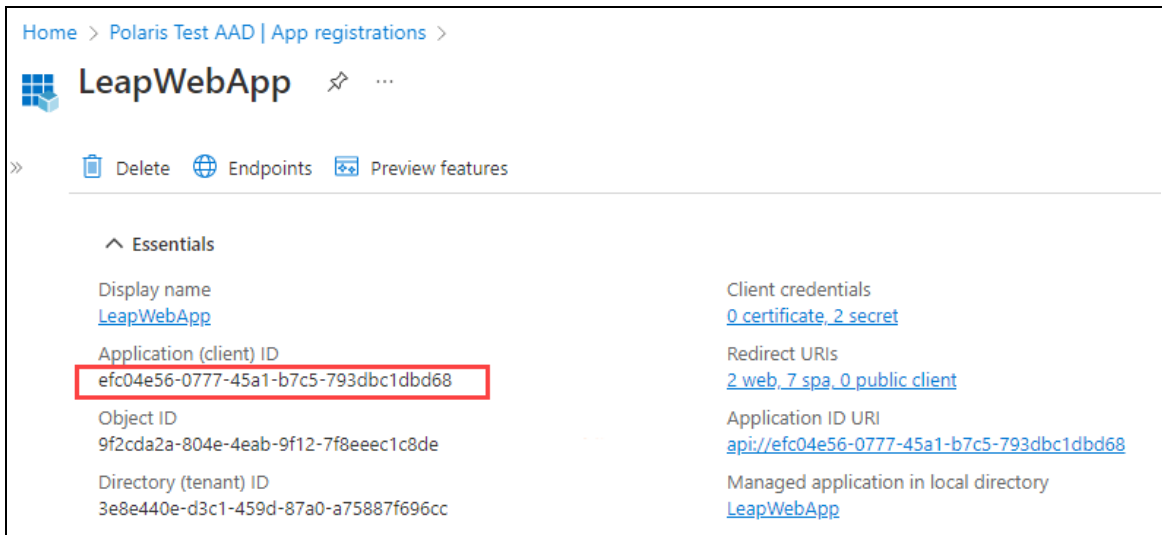 Home > Polaris Test AAD | App registrations >
LeapWebApp ...
» Delete Endpoints Preview features
Essentials
Display name
LeapWebApp
Application (client) ID
efc04e56-0777-45a1-b7c5-793dbc1dbd68
Object ID
9f2cda2a-804e-4eab-9f12-7f8eeec1c8de
Directory (tenant) ID
3e8e440e-d3c1-459d-87a0-a75887f696cc
Client credentials
0 certificate, 2 secret
Redirect URIs
2 web, 7 spa, 0 public client
Application ID URI
api://efc04e56-0777-45a1-b7c5-793dbc1dbd68
Managed application in local directory
LeapWebApp